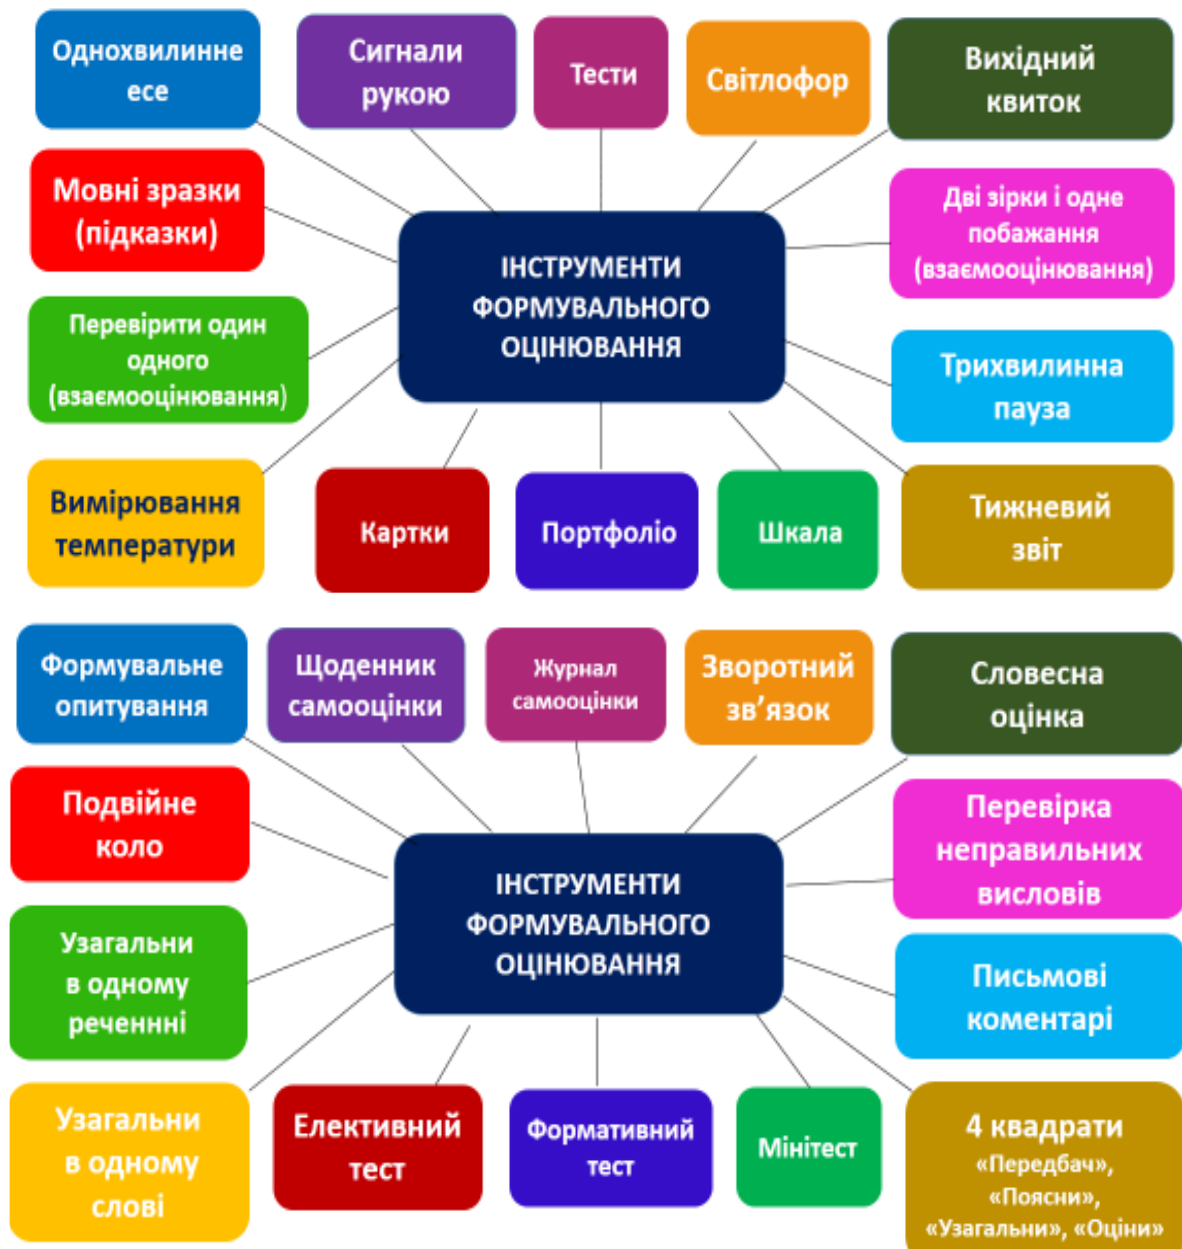 Однохвилинне
есе
Сигнали
рукою
Тести
Світлофор
Вихідний
квиток
Мовні зразки
(підказки)
Дві зірки і одне
побажання
(взаємооцінювання)
ІНСТРУМЕНТИ
ФОРМУВАЛЬНОГО
ОЦІНЮВАННЯ
Перевірити один
одного
(взаємооцінювання)
Трихвилинна
пауза
Вимірювання
температури
Картки
Портфоліо
Шкала
Тижневий
звіт
Формувальне
опитування
Щоденник
самооцінки
Журнал
самооцінки
Зворотний
зв’язок
Словесна
оцінка
Подвійне
коло
Перевірка
неправильних
висловів
ІНСТРУМЕНТИ
ФОРМУВАЛЬНОГО
ОЦІНЮВАННЯ
Узагальни
в одному
реченнні
Письмові
коментарі
Узагальни
в одному
слові
Елективний
тест
Формативний
тест
Мінітест
4 квадрати
«Передбач»,
«Поясни»,
«Узагальни», «Оціни»